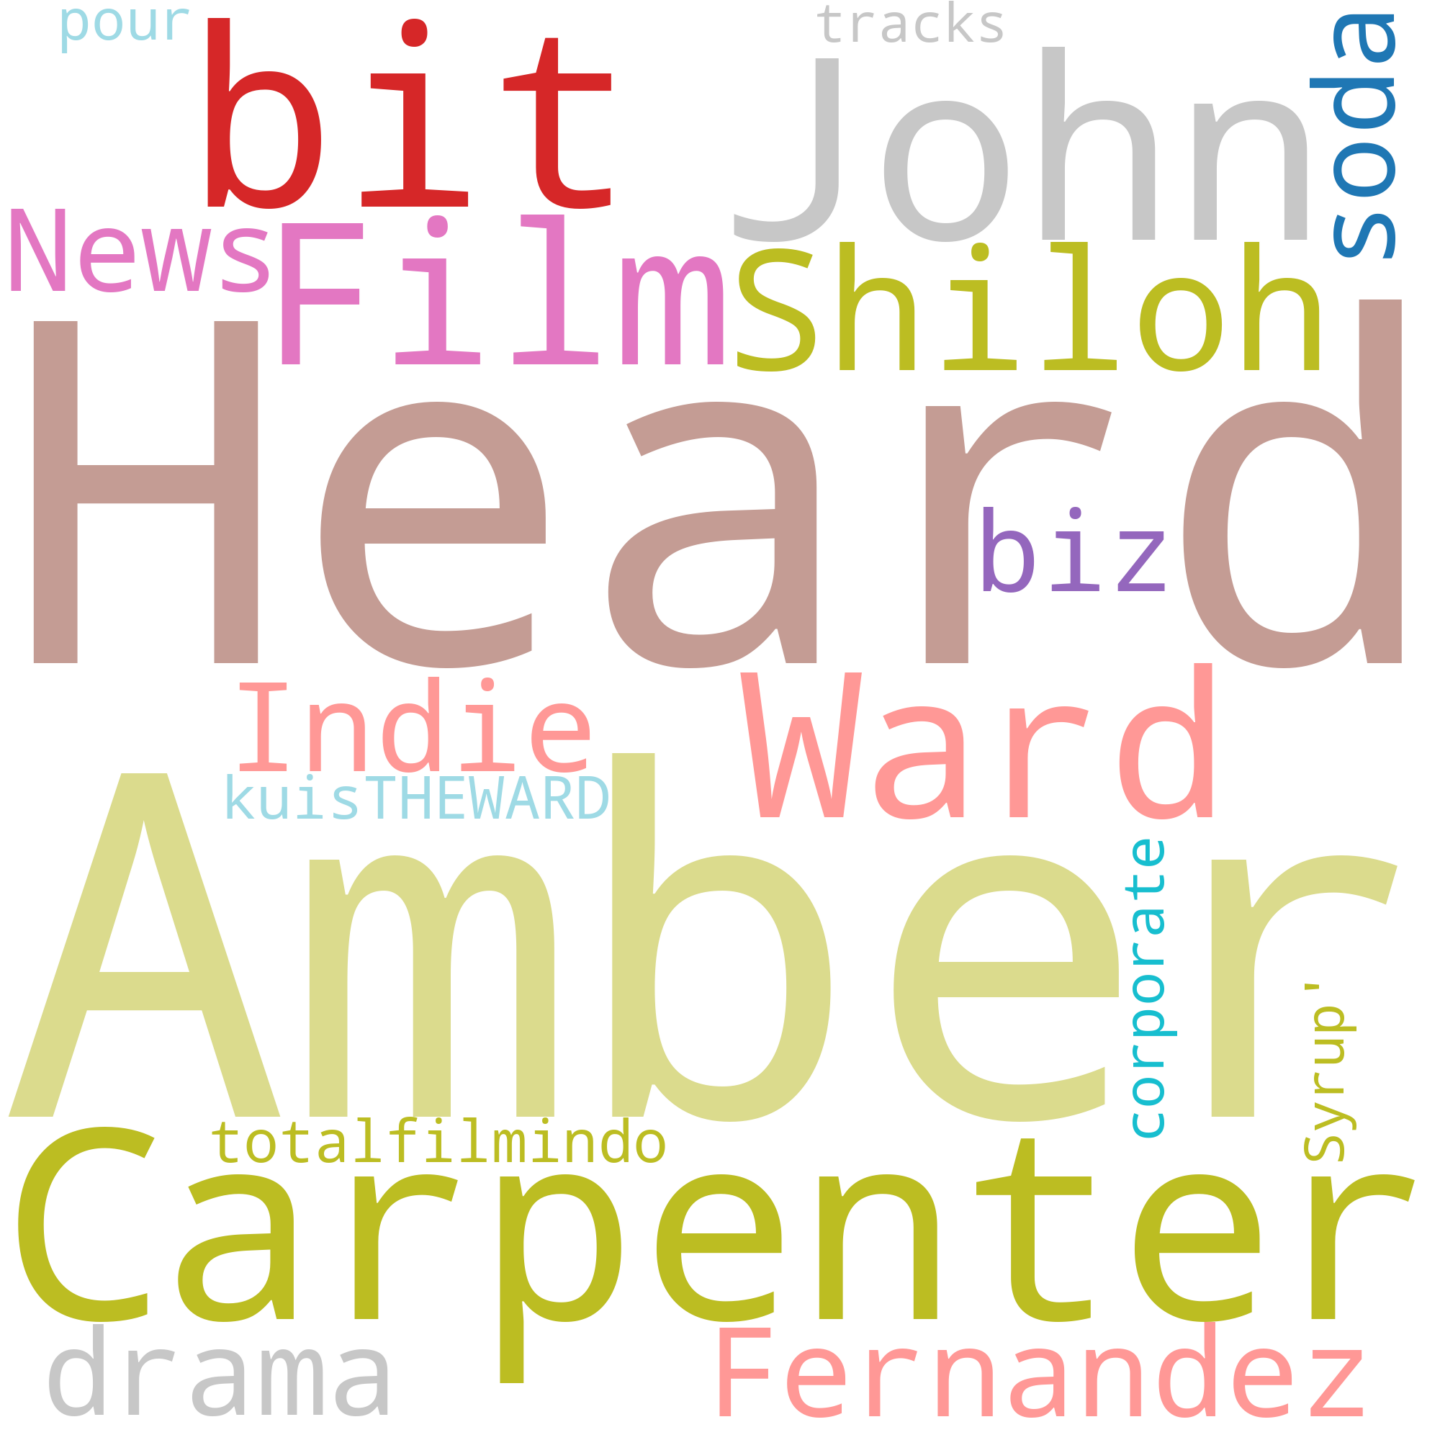 pour
bit
tracks
John
soda
News
Film
Shiloh
Heard
biz
Indie
Ward
kuisTHEWARD
Amber
corporate
Syrup'
totalfilmindo
Carpenter
drama
Fernandez